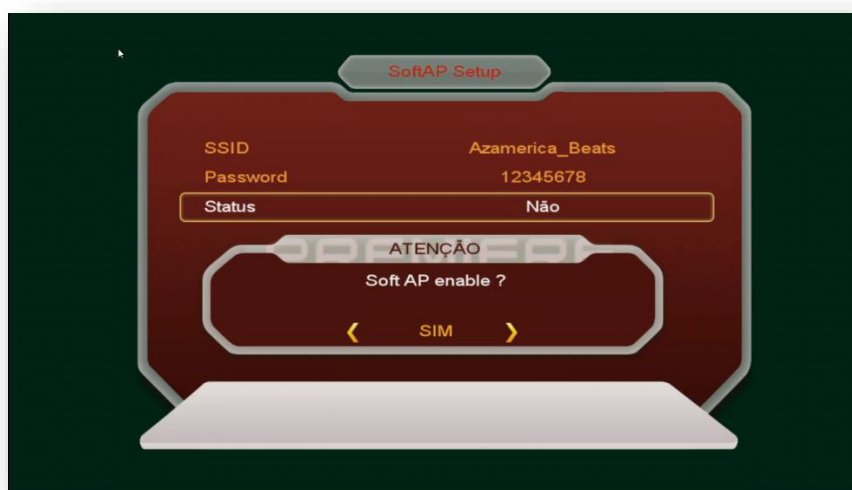 SoftAP Setup
SSID Azamerica_Beats
Password 12345678
Status Não
ATENÇÃO
Soft AP enable ?
❮ SIM ❯